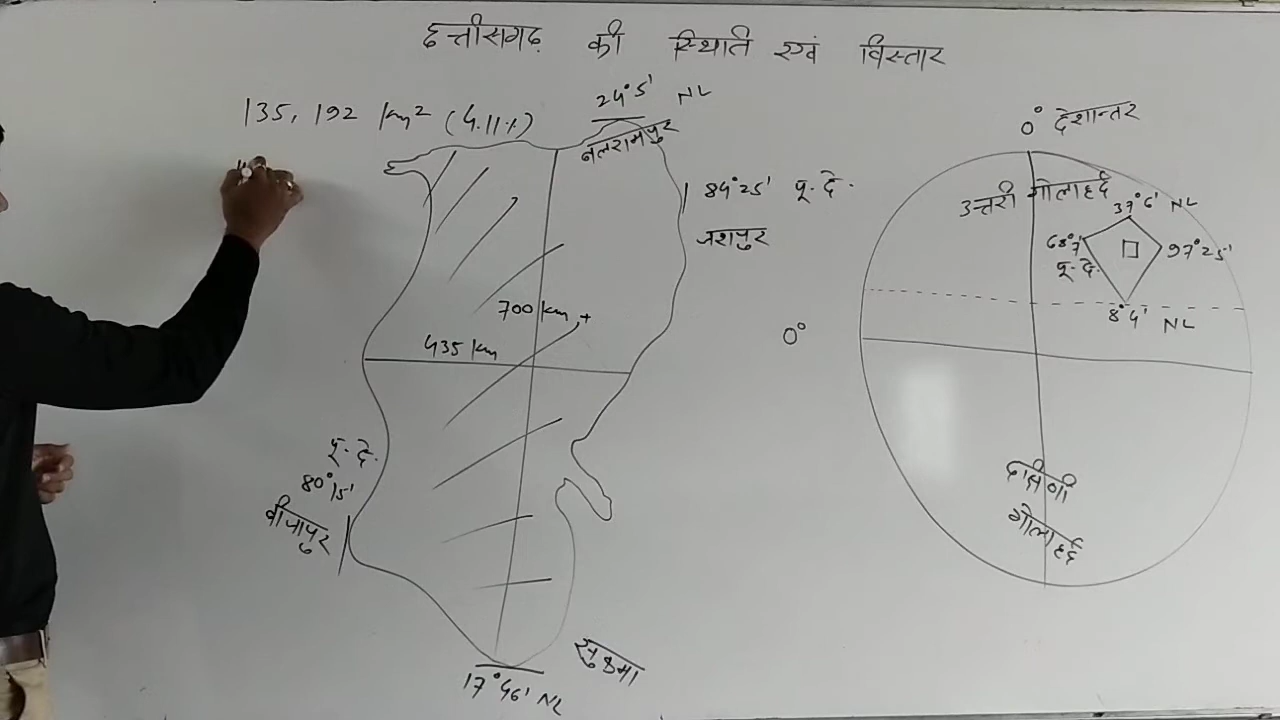 छत्तीसगढ़ की स्थिति एवं विस्तार
135,192 km² (4.11%)
24°5' NL
बलरामपुर
84°25' पू.दे.
जशपुर
700 km
+
435 km
पू.दे.
80°15'
बीजापुर
सुकमा
17°46' NL
0° देशान्तर
उत्तरी गोलार्ध्द
37°6' NL
68°7'
पू.दे.
97°25'
8°4' NL
0°
दक्षिणी
गोलार्ध्द